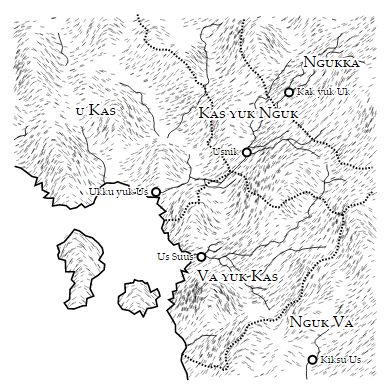 Ngukka
Kak yuk Uk
u Kas
Kas yuk Nguk
Usnik
Ukku yuk Us
Us Suus
Va yuk Kas
Nguk Va
Kiksu Us